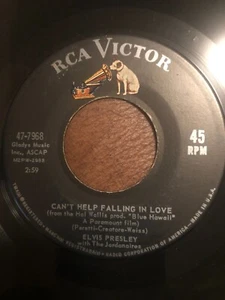 RCA VICTOR
47-7968
Gladys Music
Inc., ASCAP
2:59
45
RPM
CAN'T HELP FALLING IN LOVE
(from the Hal Wallis prod. "Blue Hawaii"
A Paramount film)
(Peretti-Creatore-Weiss)
ELVIS PRESLEY
with The Jordanaires